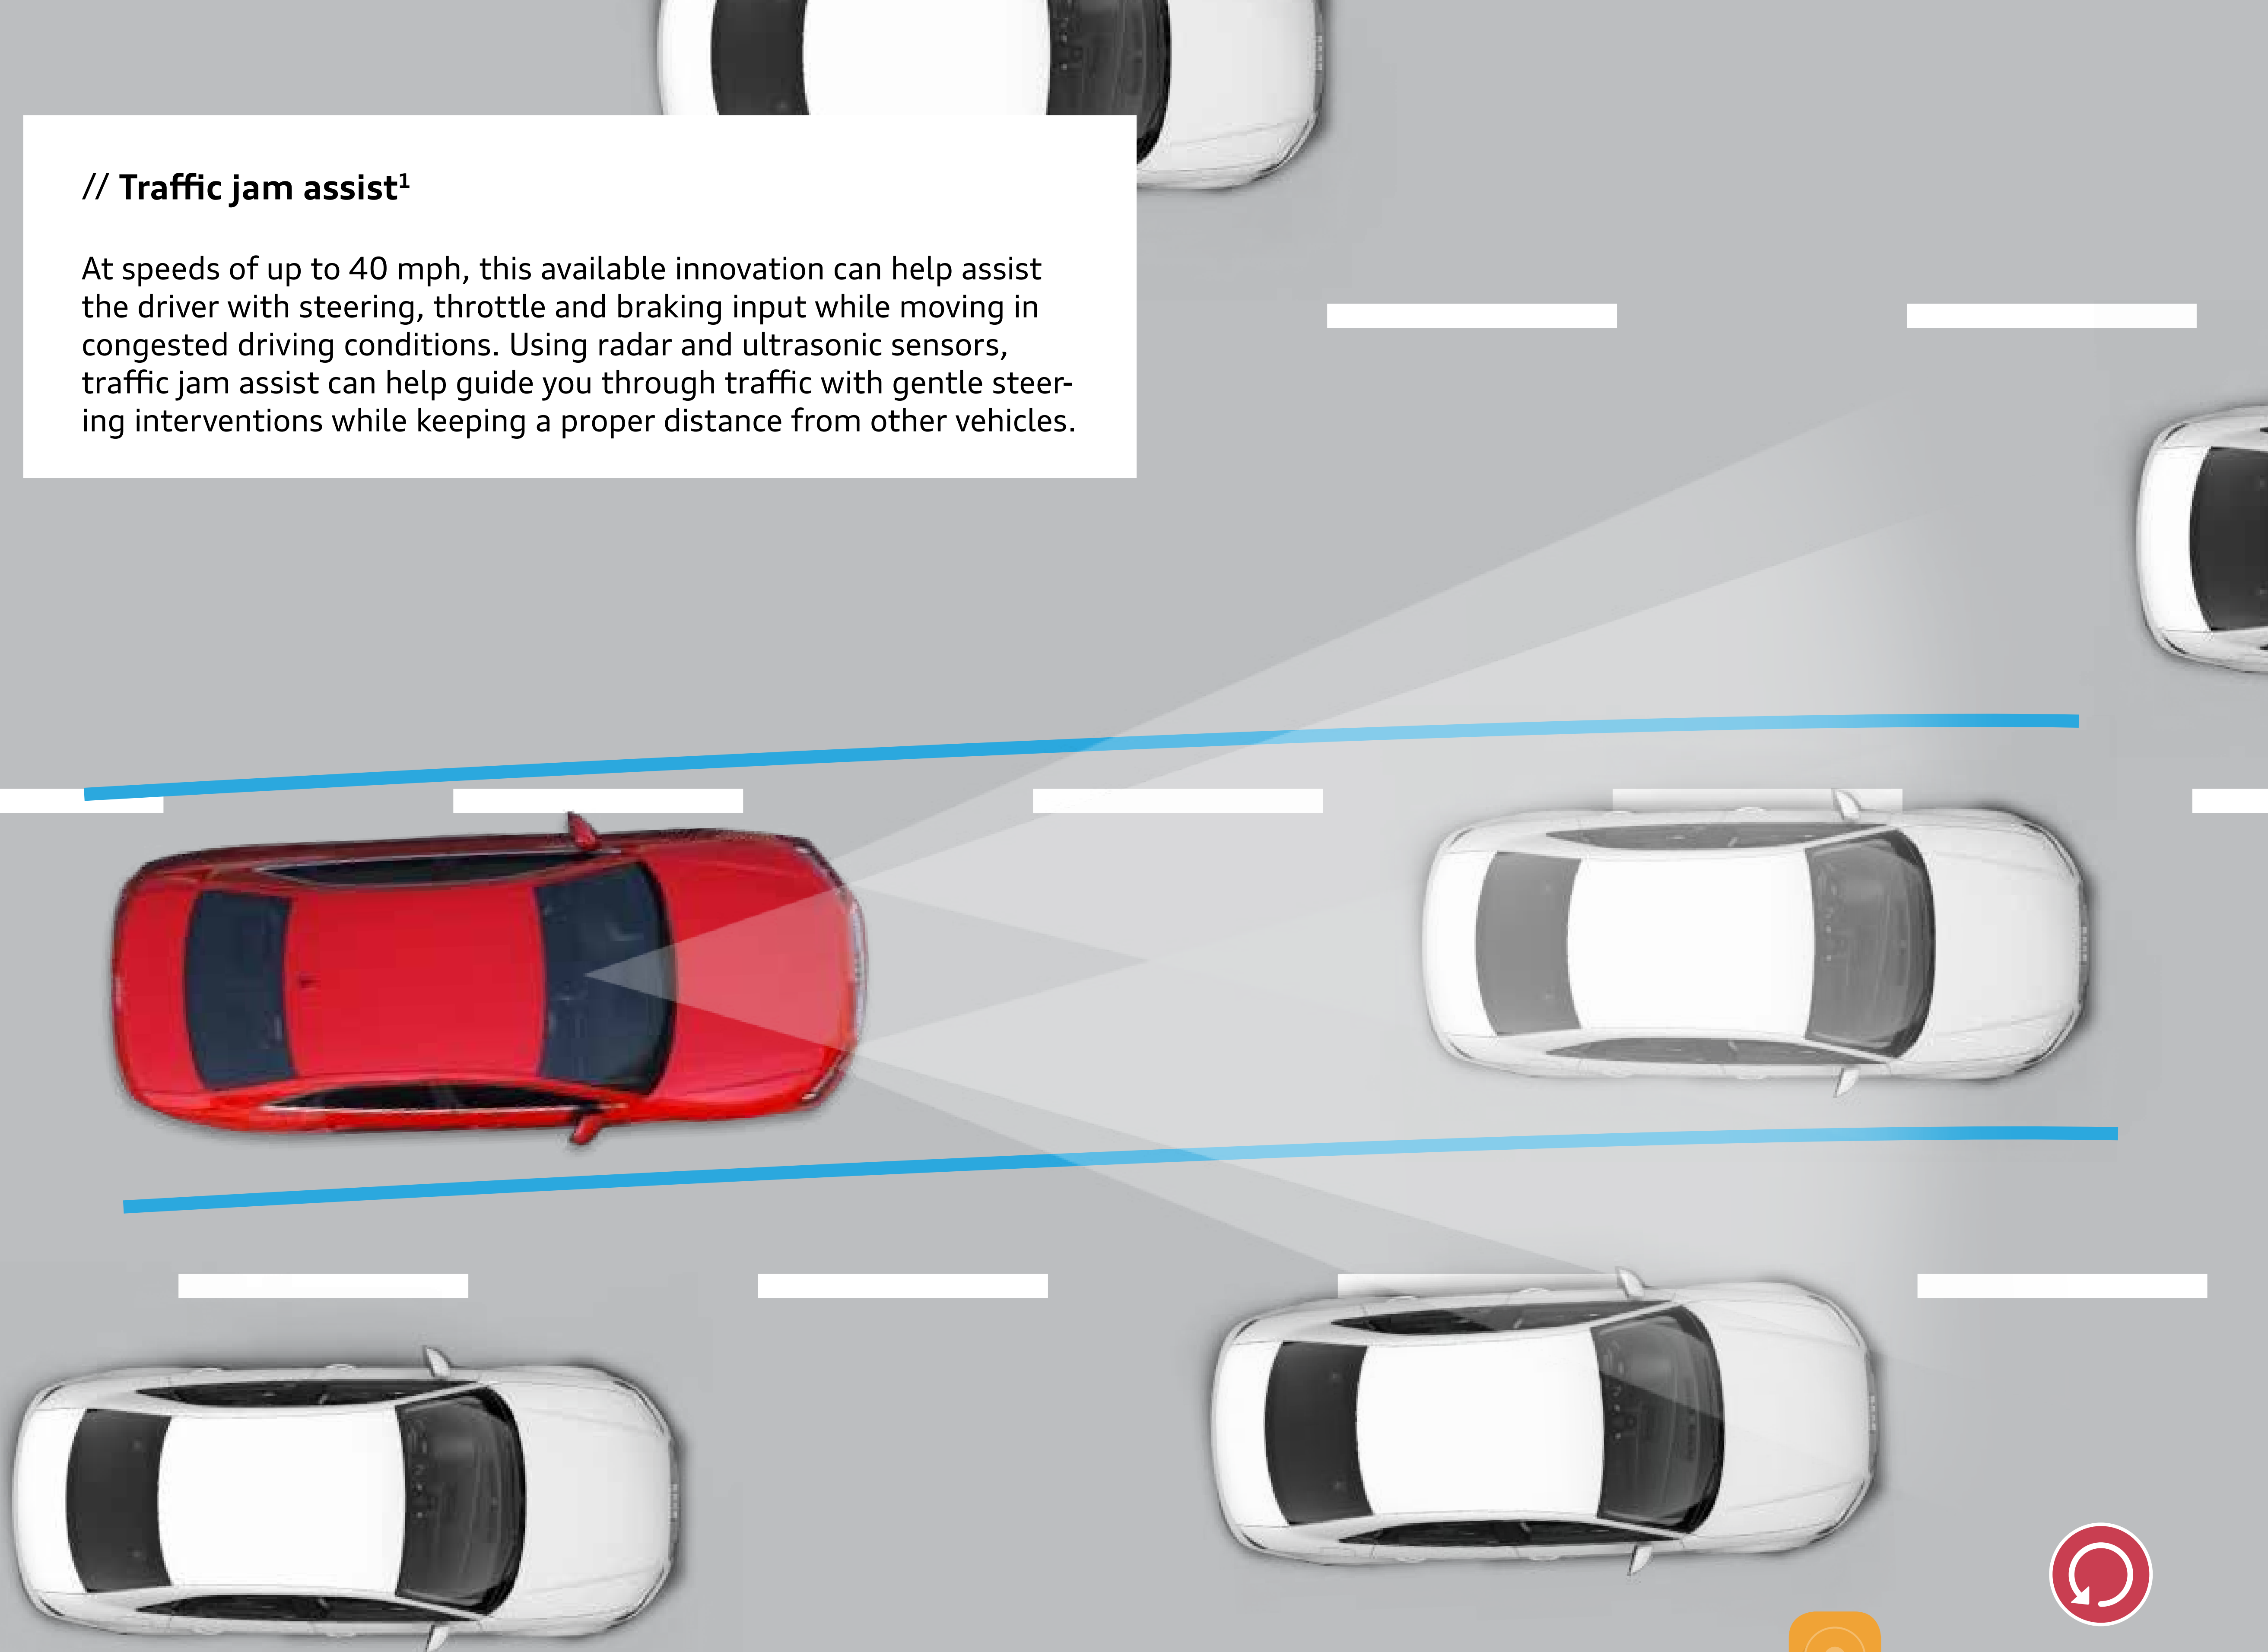 // Traffic jam assist¹
At speeds of up to 40 mph, this available innovation can help assist
the driver with steering, throttle and braking input while moving in
congested driving conditions. Using radar and ultrasonic sensors,
traffic jam assist can help guide you through traffic with gentle steer-
ing interventions while keeping a proper distance from other vehicles.